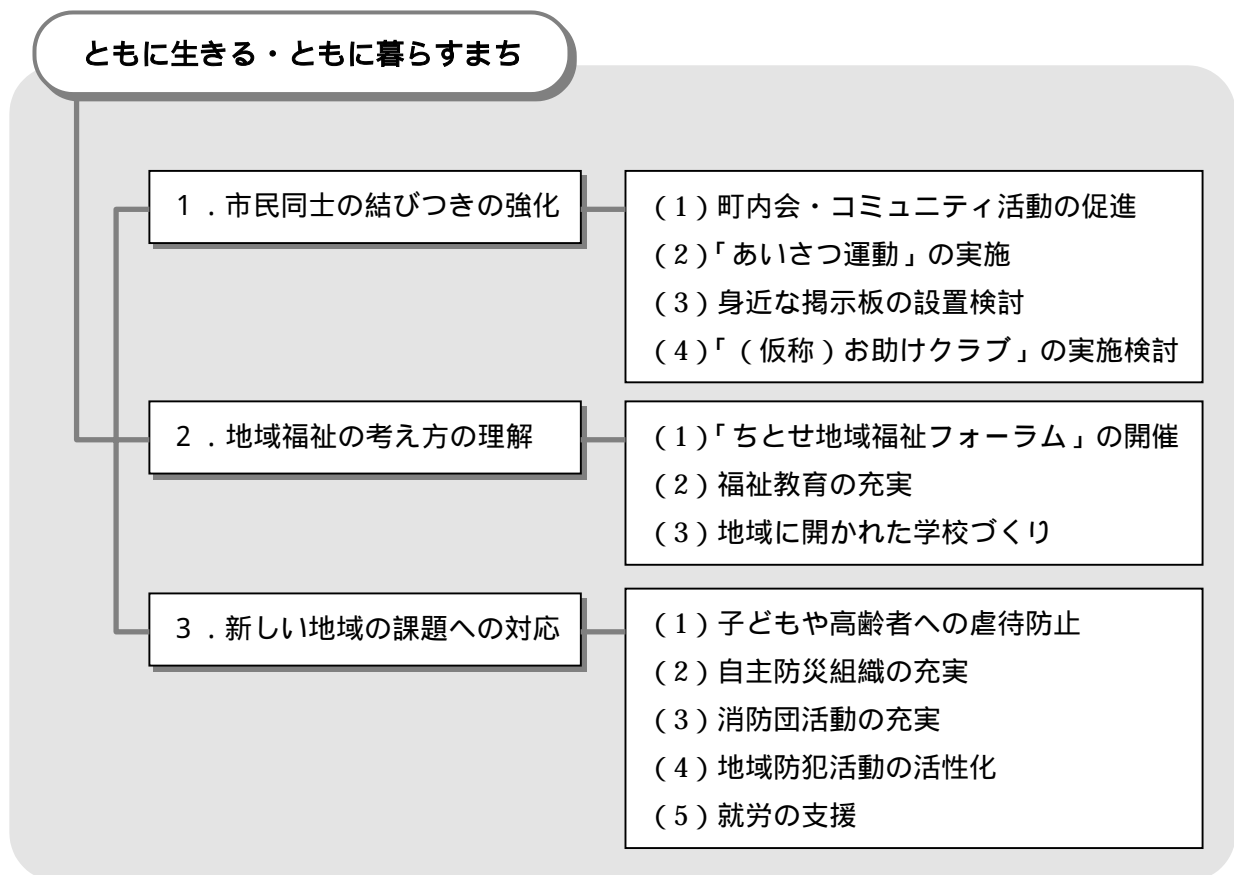 ともに生きる・ともに暮らすまち
１．市民同士の結びつきの強化
（１）町内会・コミュニティ活動の促進
（２）「あいさつ運動」の実施
（３）身近な掲示板の設置検討
（４）「（仮称）お助けクラブ」の実施検討
２．地域福祉の考え方の理解
（１）「ちとせ地域福祉フォーラム」の開催
（２）福祉教育の充実
（３）地域に開かれた学校づくり
３．新しい地域の課題への対応
（１）子どもや高齢者への虐待防止
（２）自主防災組織の充実
（３）消防団活動の充実
（４）地域防犯活動の活性化
（５）就労の支援